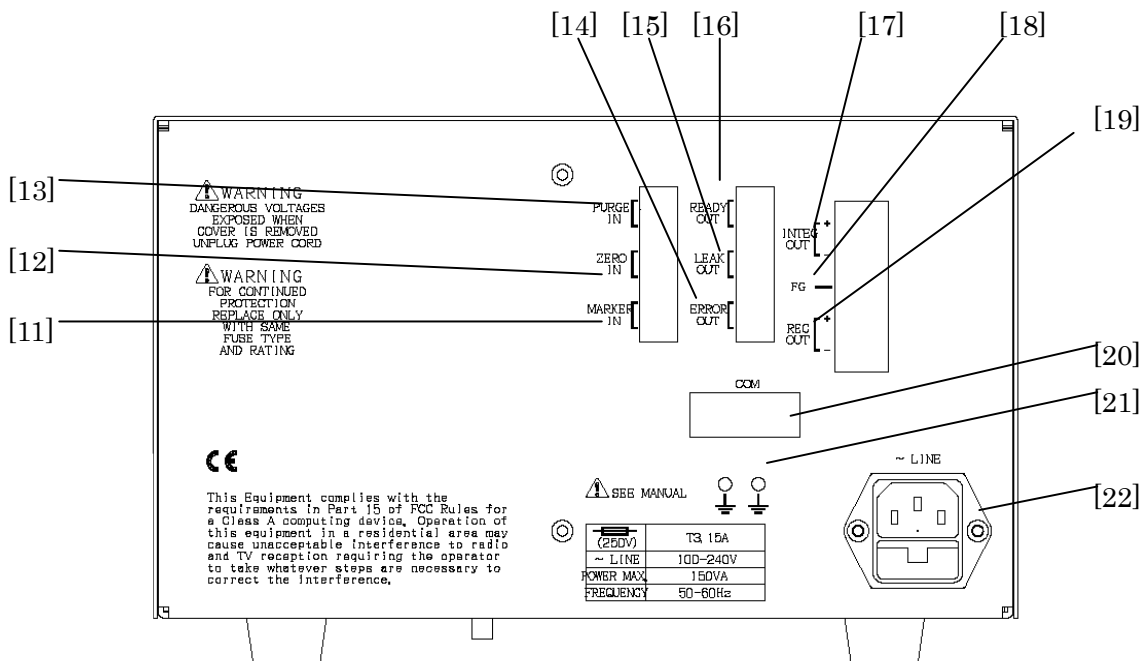 [14]
[15]
[16]
[17]
[18]
[19]
[13]
[12]
[11]
WARNING
DANGEROUS VOLTAGES
EXPOSED WHEN
COVER IS REMOVED
UNPLUG POWER CORD
WARNING
FOR CONTINUED
PROTECTION
REPLACE ONLY
WITH SAME
FUSE TYPE
AND RATING
PURGE
IN
ZERO
IN
MARKER
IN
READY
OUT
LEAK
OUT
ERROR
OUT
INTEG
OUT
+
-
FG
REC
OUT
+
-
[20]
[21]
[22]
COM
CE
This Equipment complies with the
requirements in Part 15 of FCC Rules for
a Class A computing device. Operation of
this equipment in a residential area may
cause unacceptable interference to radio
and TV reception requiring the operator
to take whatever steps are necessary to
correct the interference.
SEE MANUAL
~ LINE
(250V) T3.15A
~ LINE 100-240V
POWER MAX. 150VA
FREQUENCY 50-60Hz